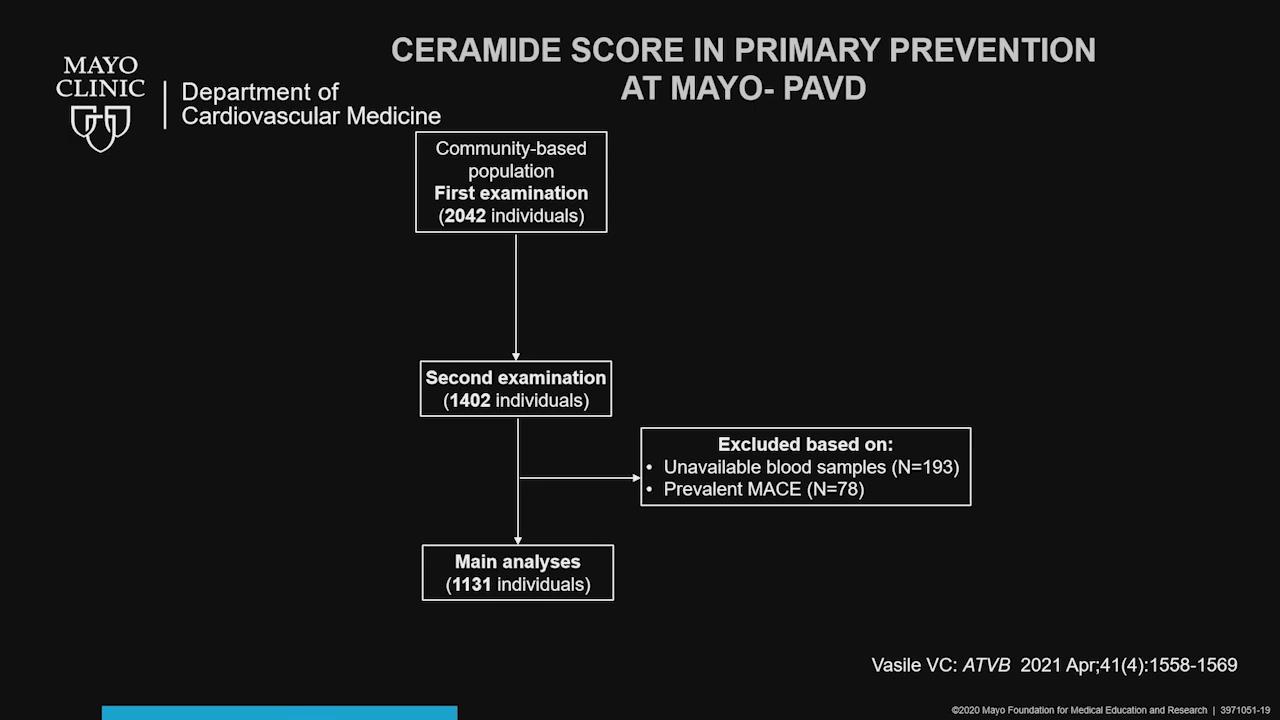 CERAMIDE SCORE IN PRIMARY PREVENTION
AT MAYO- PAVD
MAYO
CLINIC
Department of
Cardiovascular Medicine
Community-based
population
First examination
(2042 individuals)
Second examination
(1402 individuals)
Excluded based on:
• Unavailable blood samples (N=193)
• Prevalent MACE (N=78)
Main analyses
(1131 individuals)
Vasile VC: ATVB 2021 Apr;41(4):1558-1569
©2020 Mayo Foundation for Medical Education and Research | 3971051-19